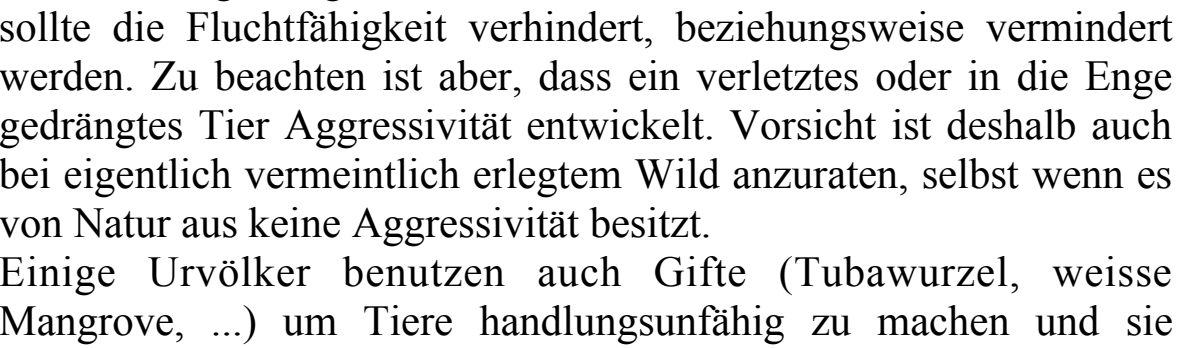 sollte die Fluchtfähigkeit verhindert, beziehungsweise vermindert
werden. Zu beachten ist aber, dass ein verletztes oder in die Enge
gedrängtes Tier Aggressivität entwickelt. Vorsicht ist deshalb auch
bei eigentlich vermeintlich erlegtem Wild anzuraten, selbst wenn es
von Natur aus keine Aggressivität besitzt.
Einige Urvölker benutzen auch Gifte (Tubawurzel, weisse
Mangrove, ...) um Tiere handlungsunfähig zu machen und sie